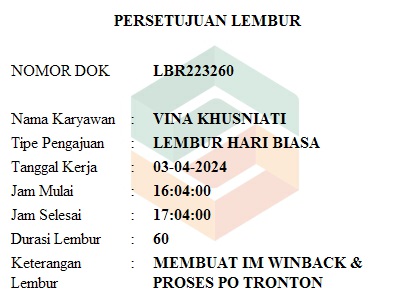 PERSETUJUAN LEMBUR
NOMOR DOK LBR223260
Nama Karyawan : VINA KHUSNIATI
Tipe Pengajuan : LEMBUR HARI BIASA
Tanggal Kerja : 03-04-2024
Jam Mulai : 16:04:00
Jam Selesai : 17:04:00
Durasi Lembur : 60
Keterangan : MEMBUAT IM WINBACK &
Lembur PROSES PO TRONTON